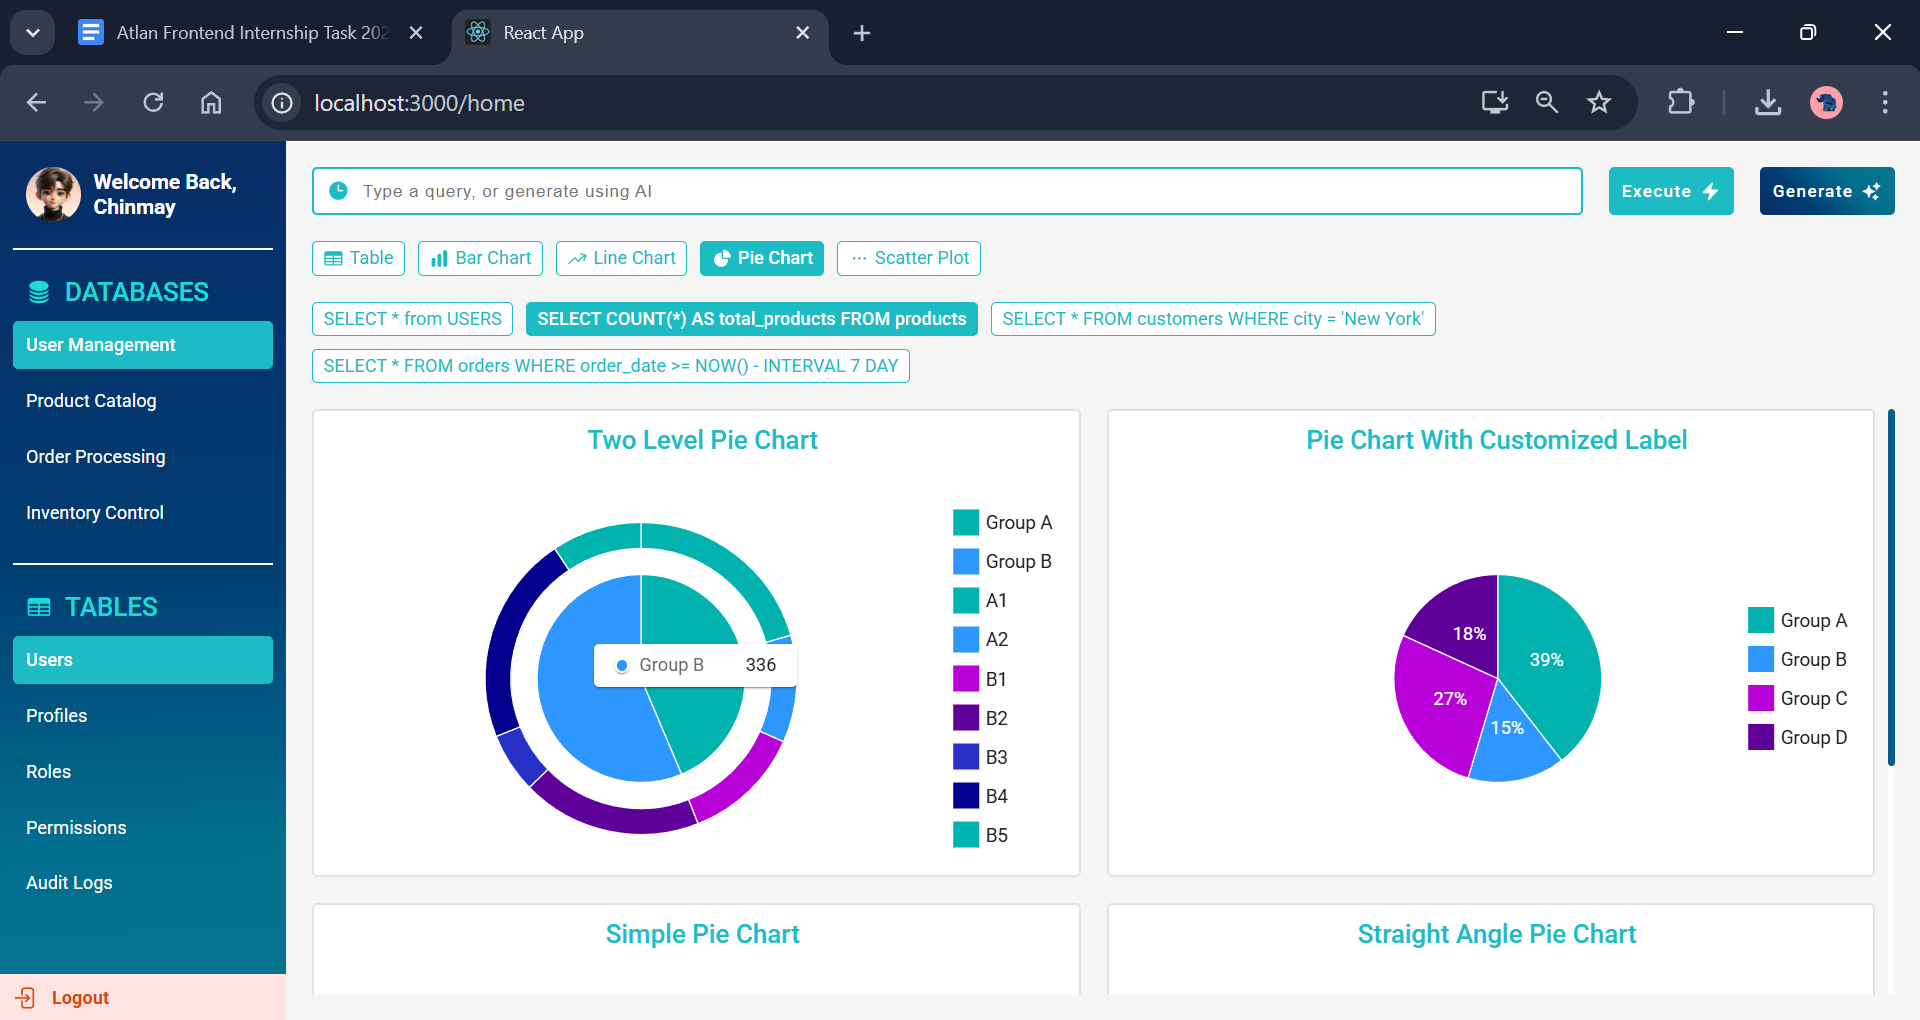 Atlan Frontend Internship Task 202
React App
localhost:3000/home
Welcome Back,
Chinmay
DATABASES
User Management
Product Catalog
Order Processing
Inventory Control
TABLES
Users
Profiles
Roles
Permissions
Audit Logs
Logout
Type a query, or generate using AI
Execute
Generate
Table
Bar Chart
Line Chart
Pie Chart
Scatter Plot
SELECT * from USERS
SELECT COUNT(*) AS total_products FROM products
SELECT * FROM customers WHERE city = 'New York'
SELECT * FROM orders WHERE order_date >= NOW() - INTERVAL 7 DAY
Two Level Pie Chart
Group B 336
Group A
Group B
A1
A2
B1
B2
B3
B4
B5
Pie Chart With Customized Label
18%
39%
27%
15%
Group A
Group B
Group C
Group D
Simple Pie Chart
Straight Angle Pie Chart